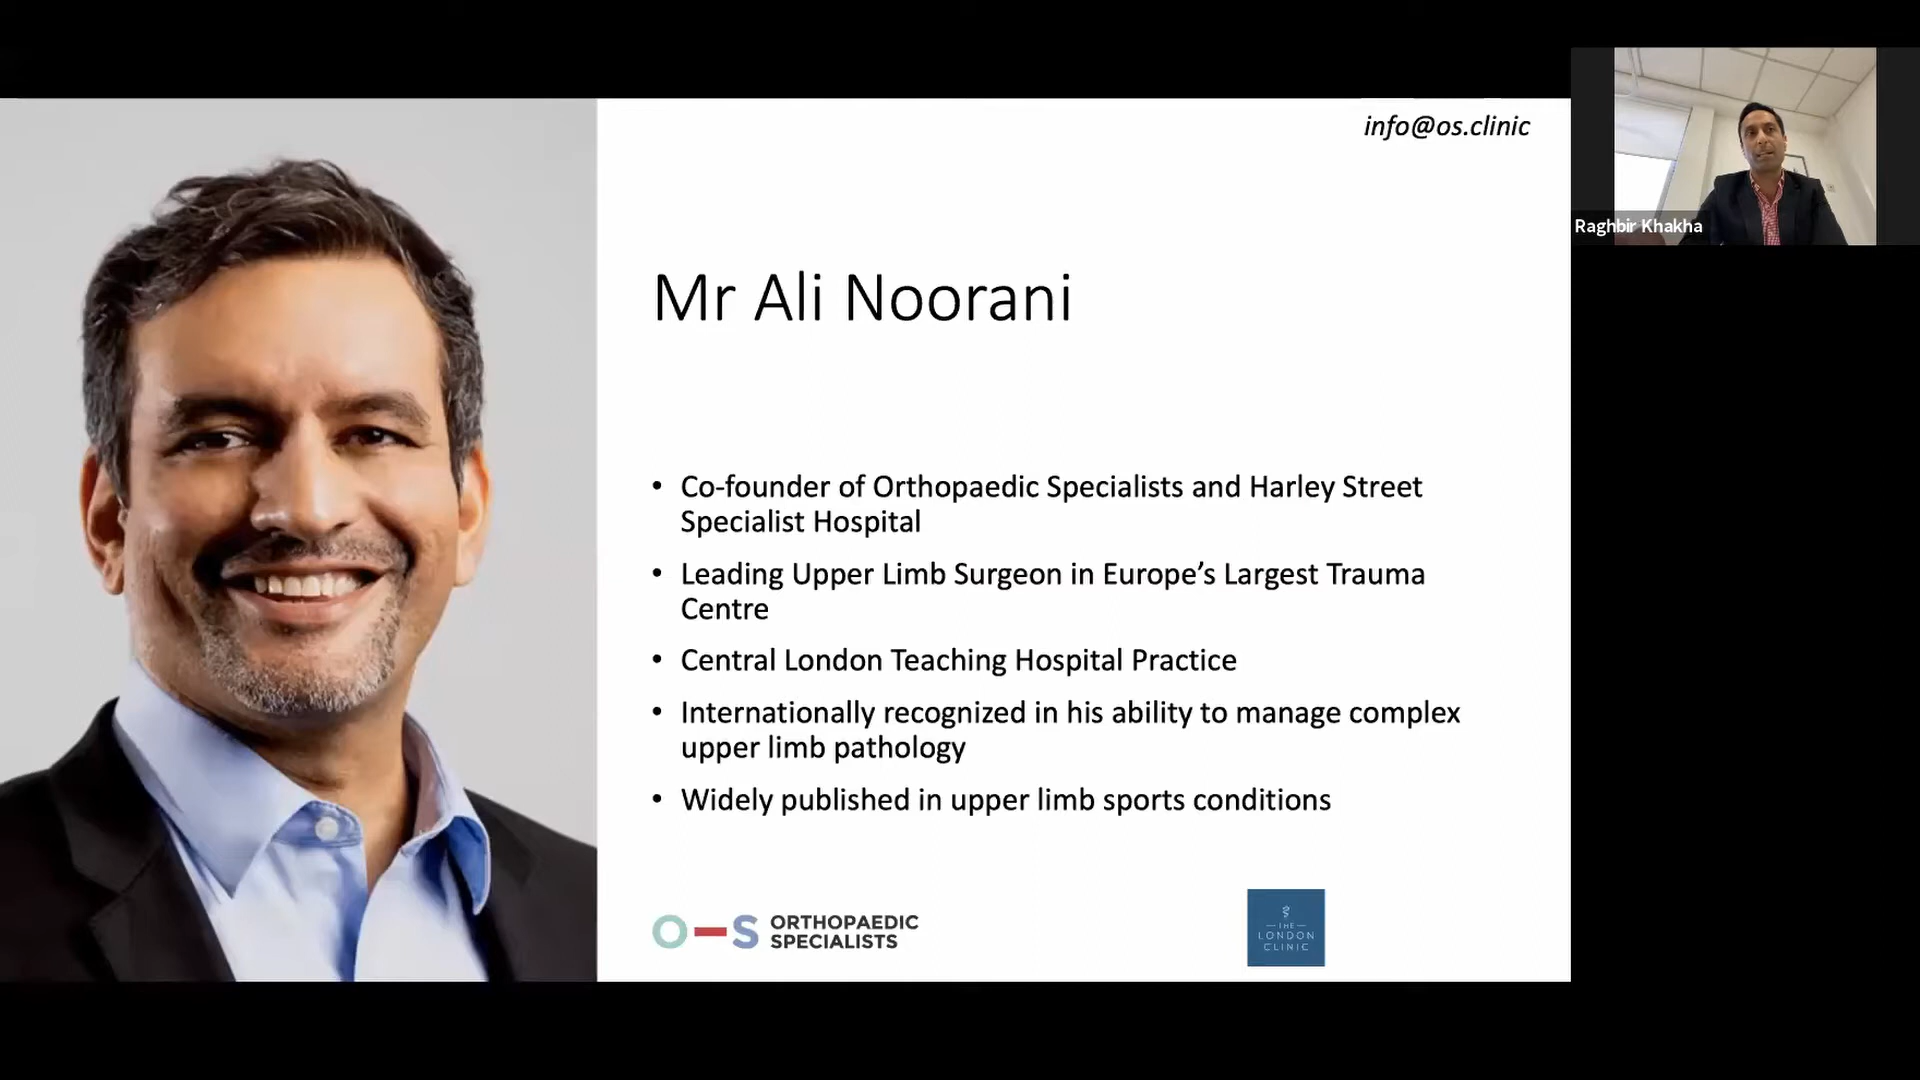 info@os.clinic
Raghbir Khakha
Mr Ali Noorani
• Co-founder of Orthopaedic Specialists and Harley Street
Specialist Hospital
• Leading Upper Limb Surgeon in Europe’s Largest Trauma
Centre
• Central London Teaching Hospital Practice
• Internationally recognized in his ability to manage complex
upper limb pathology
• Widely published in upper limb sports conditions
O–S ORTHOPAEDIC
SPECIALISTS
THE
LONDON
CLINIC